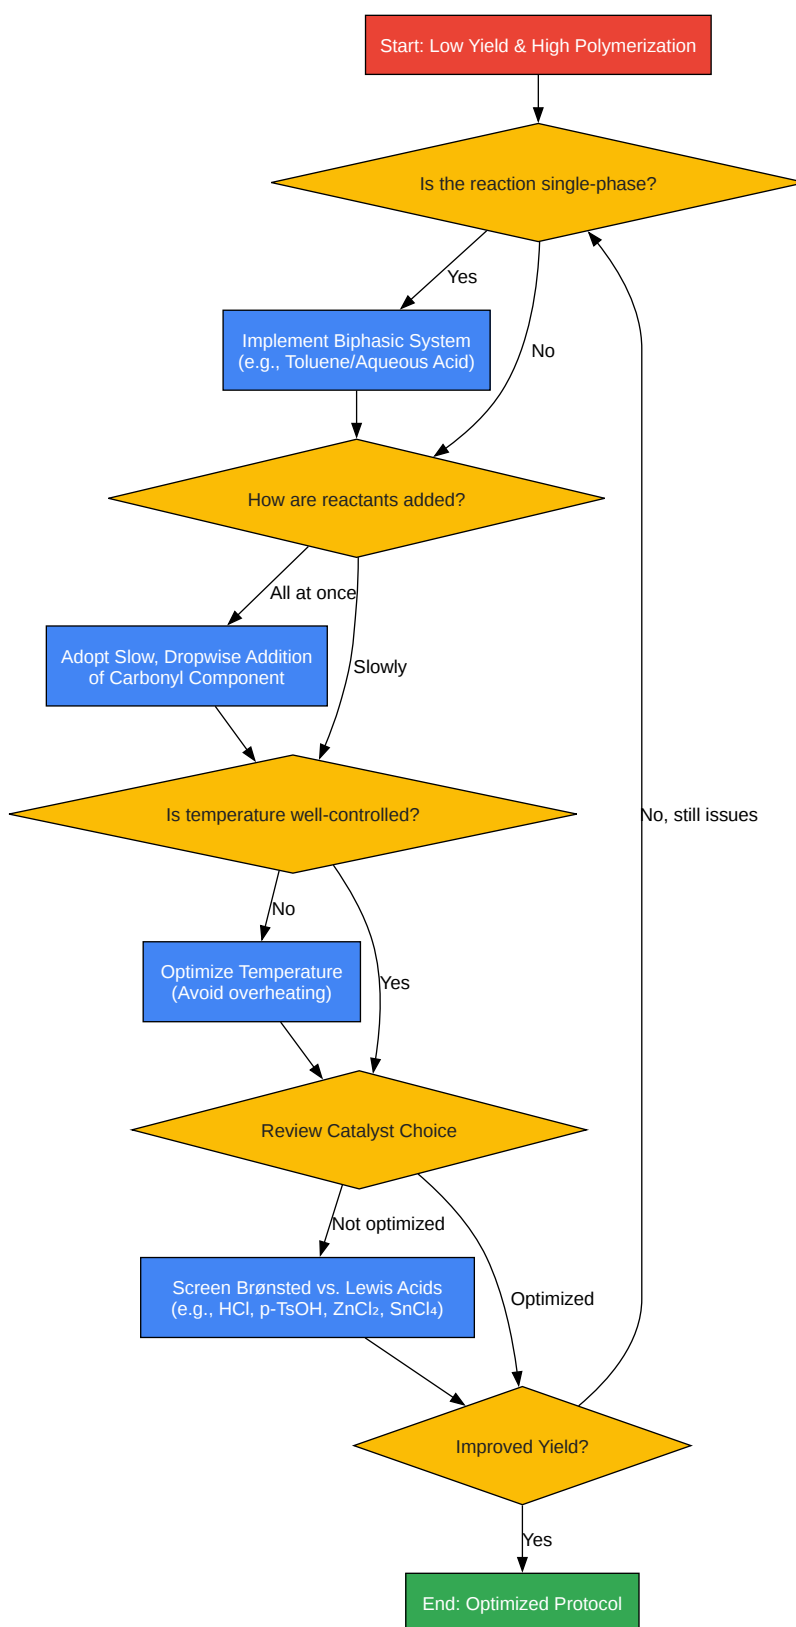 Start: Low Yield & High Polymerization
Is the reaction single-phase?
Yes
Implement Biphasic System
(e.g., Toluene/Aqueous Acid)
No
How are reactants added?
All at once
Adopt Slow, Dropwise Addition
of Carbonyl Component
Slowly
Is temperature well-controlled?
No, still issues
No
Optimize Temperature
(Avoid overheating)
Yes
Review Catalyst Choice
Not optimized
Screen Brønsted vs. Lewis Acids
(e.g., HCl, p-TsOH, ZnCl₂, SnCl₄)
Optimized
Improved Yield?
Yes
End: Optimized Protocol